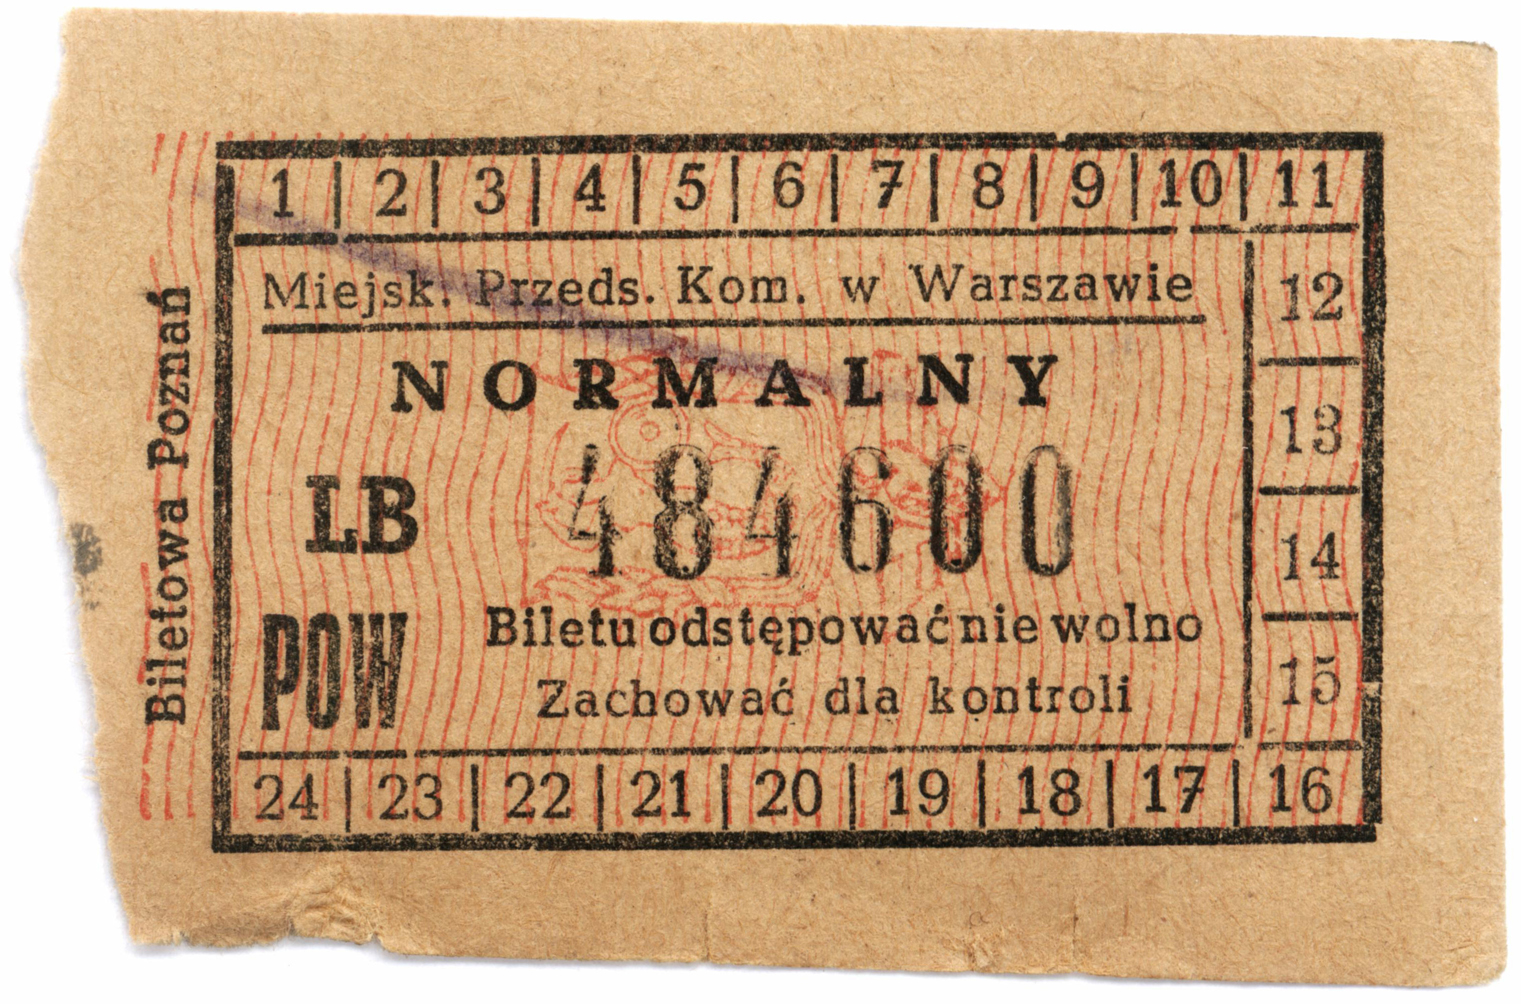 1 2 3 4 5 6 7 8 9 10 11
Miejsk. Przeds. Kom. w Warszawie
NORMALNY
LB 484600
POW
Biletu odstępować nie wolno
Zachować dla kontroli
12
13
14
15
24 23 22 21 20 19 18 17 16
Biletowa Poznań